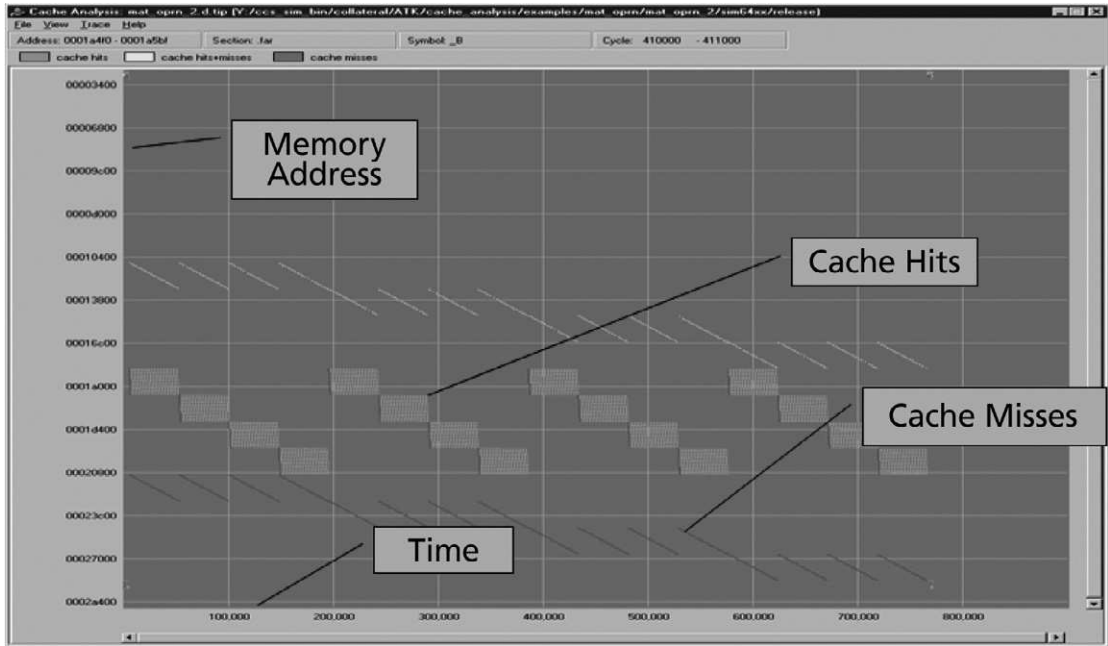 Cache Analysis: mat_oprn_2.d.tip (V:/ccs_sim_bin/collateral/ATK/cache_analysis/examples/mat_oprn/mat_oprn_2/sim64xx/release)
File View Trace Help
Address: 0001a4f0 - 0001a5bf Section: .far Symbol: _B Cycle: 410000 - 411000
cache hits cache hits+misses cache misses
00003400
00006800
Memory
Address
00009c00
0000d000
00010400
Cache Hits
00013800
00016c00
0001a000
Cache Misses
0001d400
00020800
00023c00
Time
00027000
0002a400
100,000 200,000 300,000 400,000 500,000 600,000 700,000 800,000